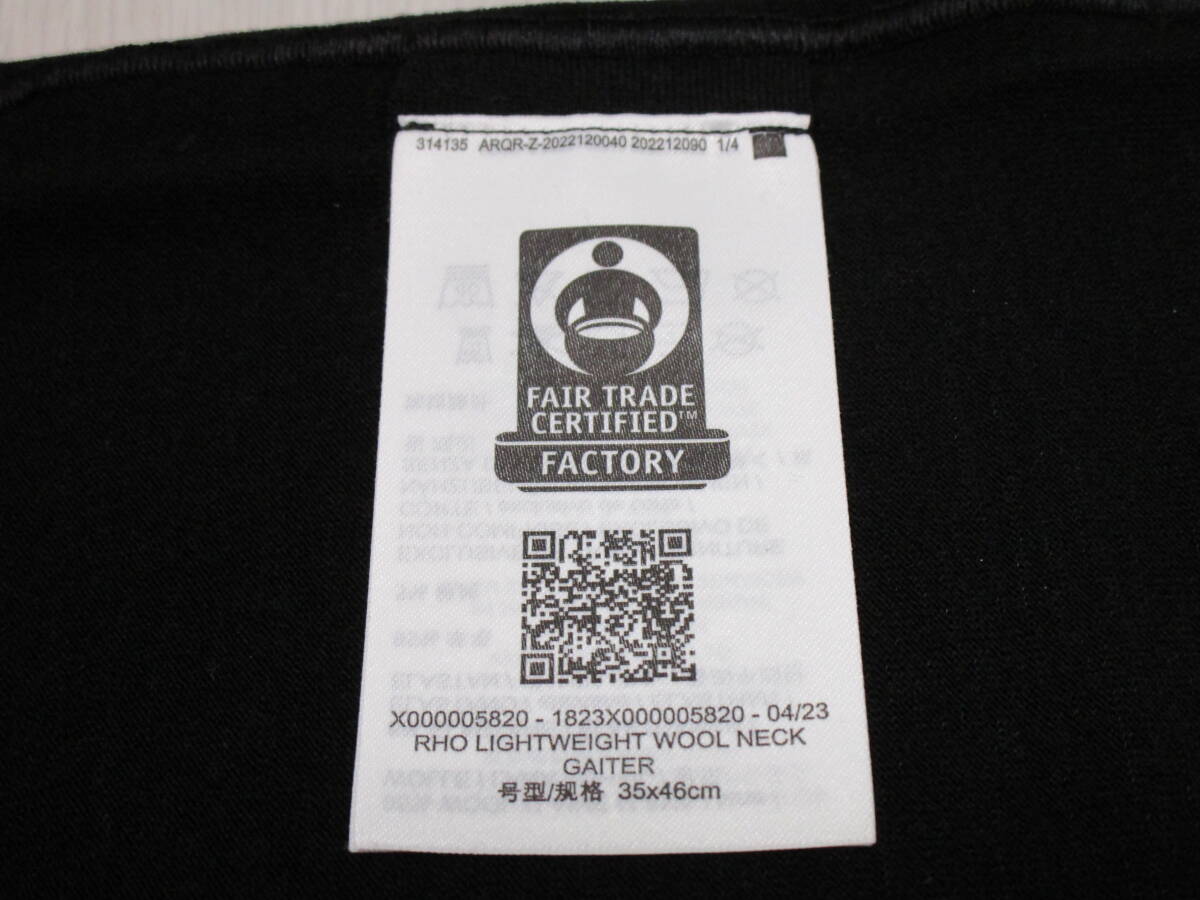 314135 ARQR-Z-2022120040 202212090 1/4
FAIR TRADE
CERTIFIED™
FACTORY
X000005820 - 1823X000005820 - 04/23
RHO LIGHTWEIGHT WOOL NECK
GAITER
号型/规格 35x46cm